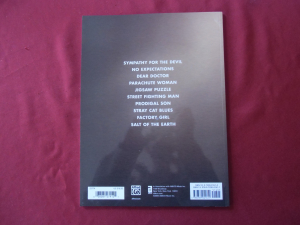 SYMPATHY FOR THE DEVIL
NO EXPECTATIONS
DEAR DOCTOR
PARACHUTE WOMAN
JIGSAW PUZZLE
STREET FIGHTING MAN
PRODIGAL SON
STRAY CAT BLUES
FACTORY GIRL
SALT OF THE EARTH